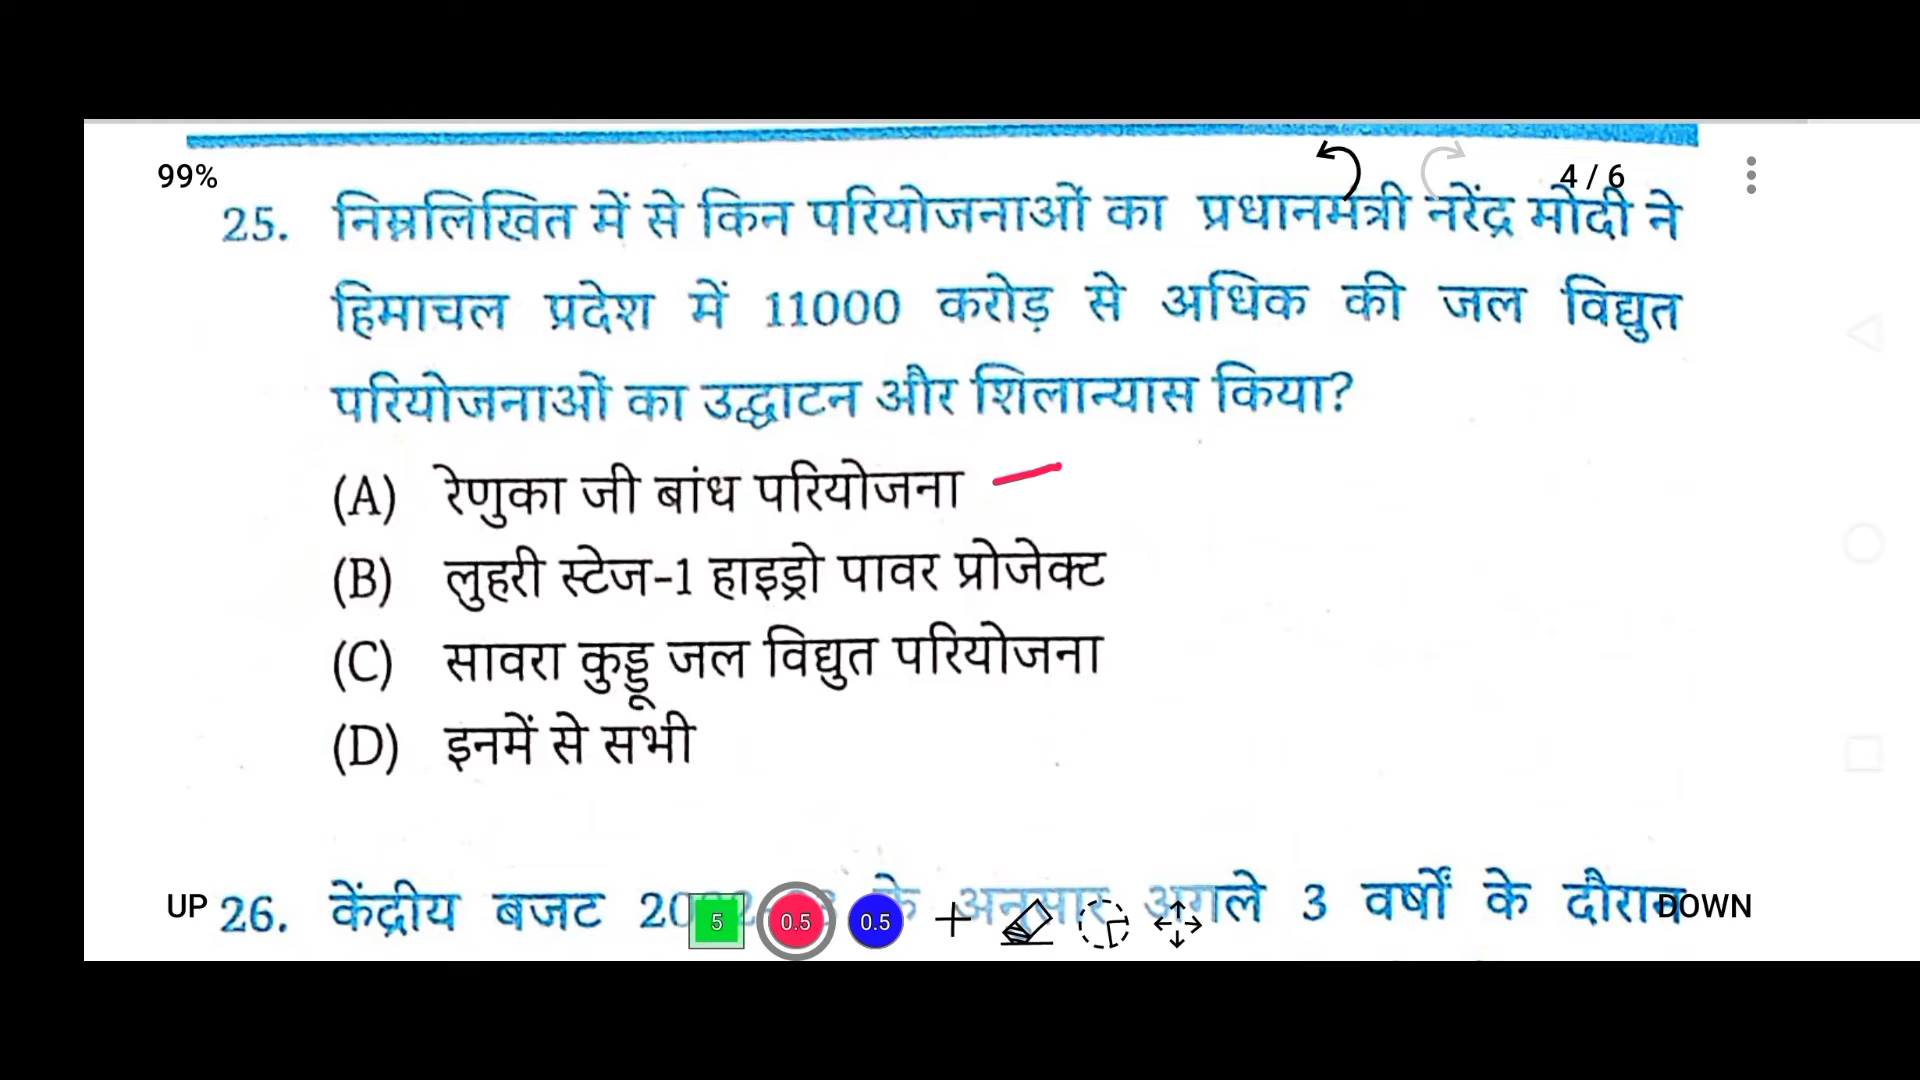 99%
4 / 6
25. निम्नलिखित में से किन परियोजनाओं का प्रधानमंत्री नरेंद्र मोदी ने
हिमाचल प्रदेश में 11000 करोड़ से अधिक की जल विद्युत
परियोजनाओं का उद्घाटन और शिलान्यास किया?
(A) रेणुका जी बांध परियोजना
(B) लुहरी स्टेज-1 हाइड्रो पावर प्रोजेक्ट
(C) सावरा कुड्डू जल विद्युत परियोजना
(D) इनमें से सभी
UP
26. केंद्रीय बजट के अनुसार अगले 3 वर्षों के दौरान
DOWN
5 0.5 0.5